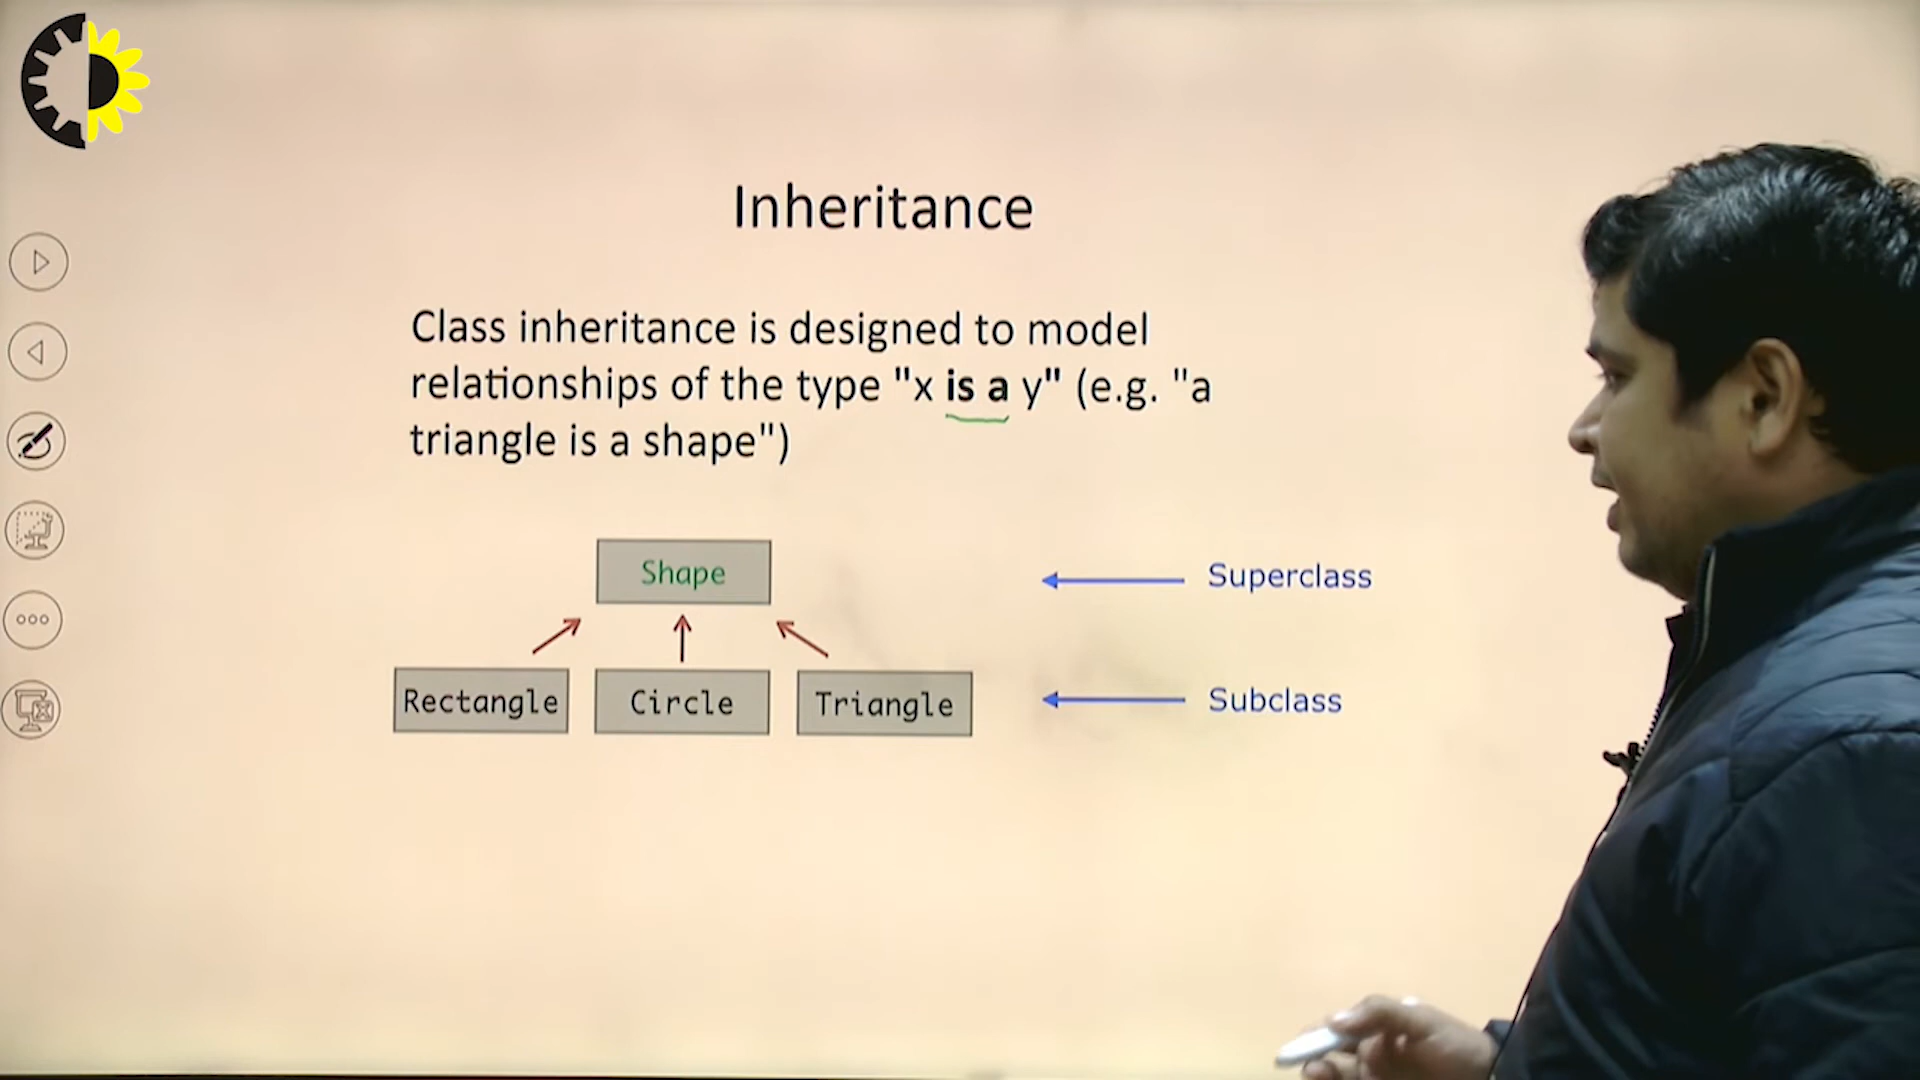 Inheritance
Class inheritance is designed to model
relationships of the type "x is a y" (e.g. "a
triangle is a shape")
Shape
Superclass
Rectangle
Circle
Triangle
Subclass